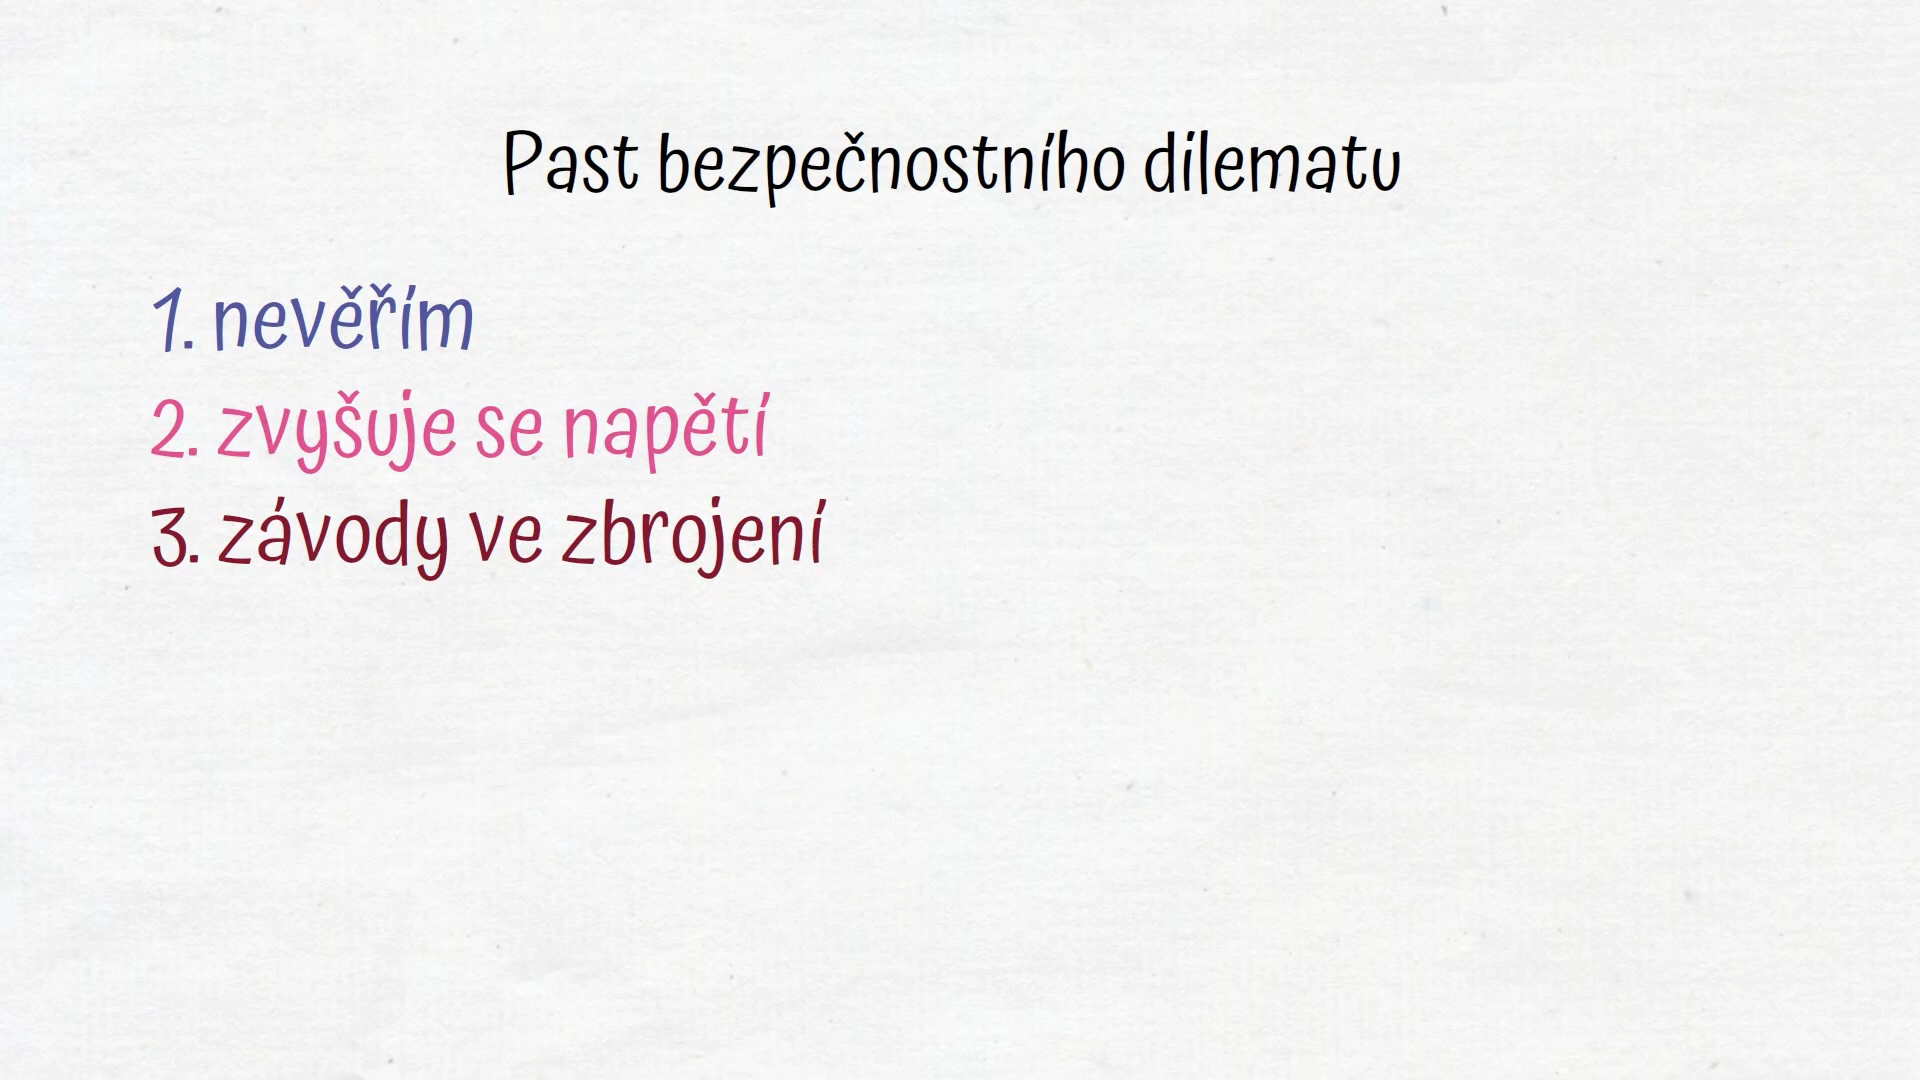 Past bezpečnostního dilematu
1. nevěřím
2. zvyšuje se napětí
3. závody ve zbrojení